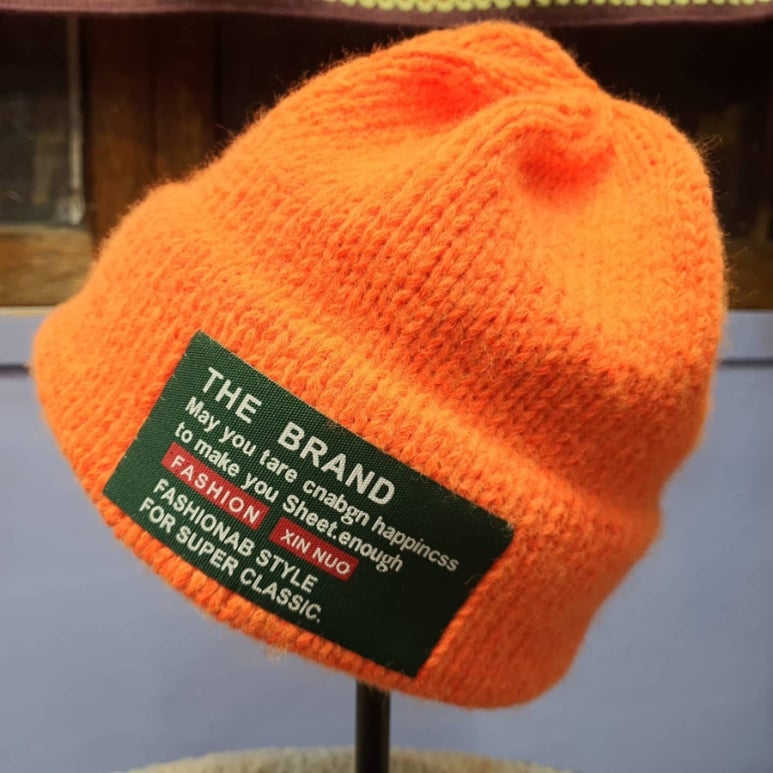 THE BRAND
May you tare cnabgn happincss
to make you Sheet.enough
FASHION XIN NUO
FASHIONAB STYLE
FOR SUPER CLASSIC.